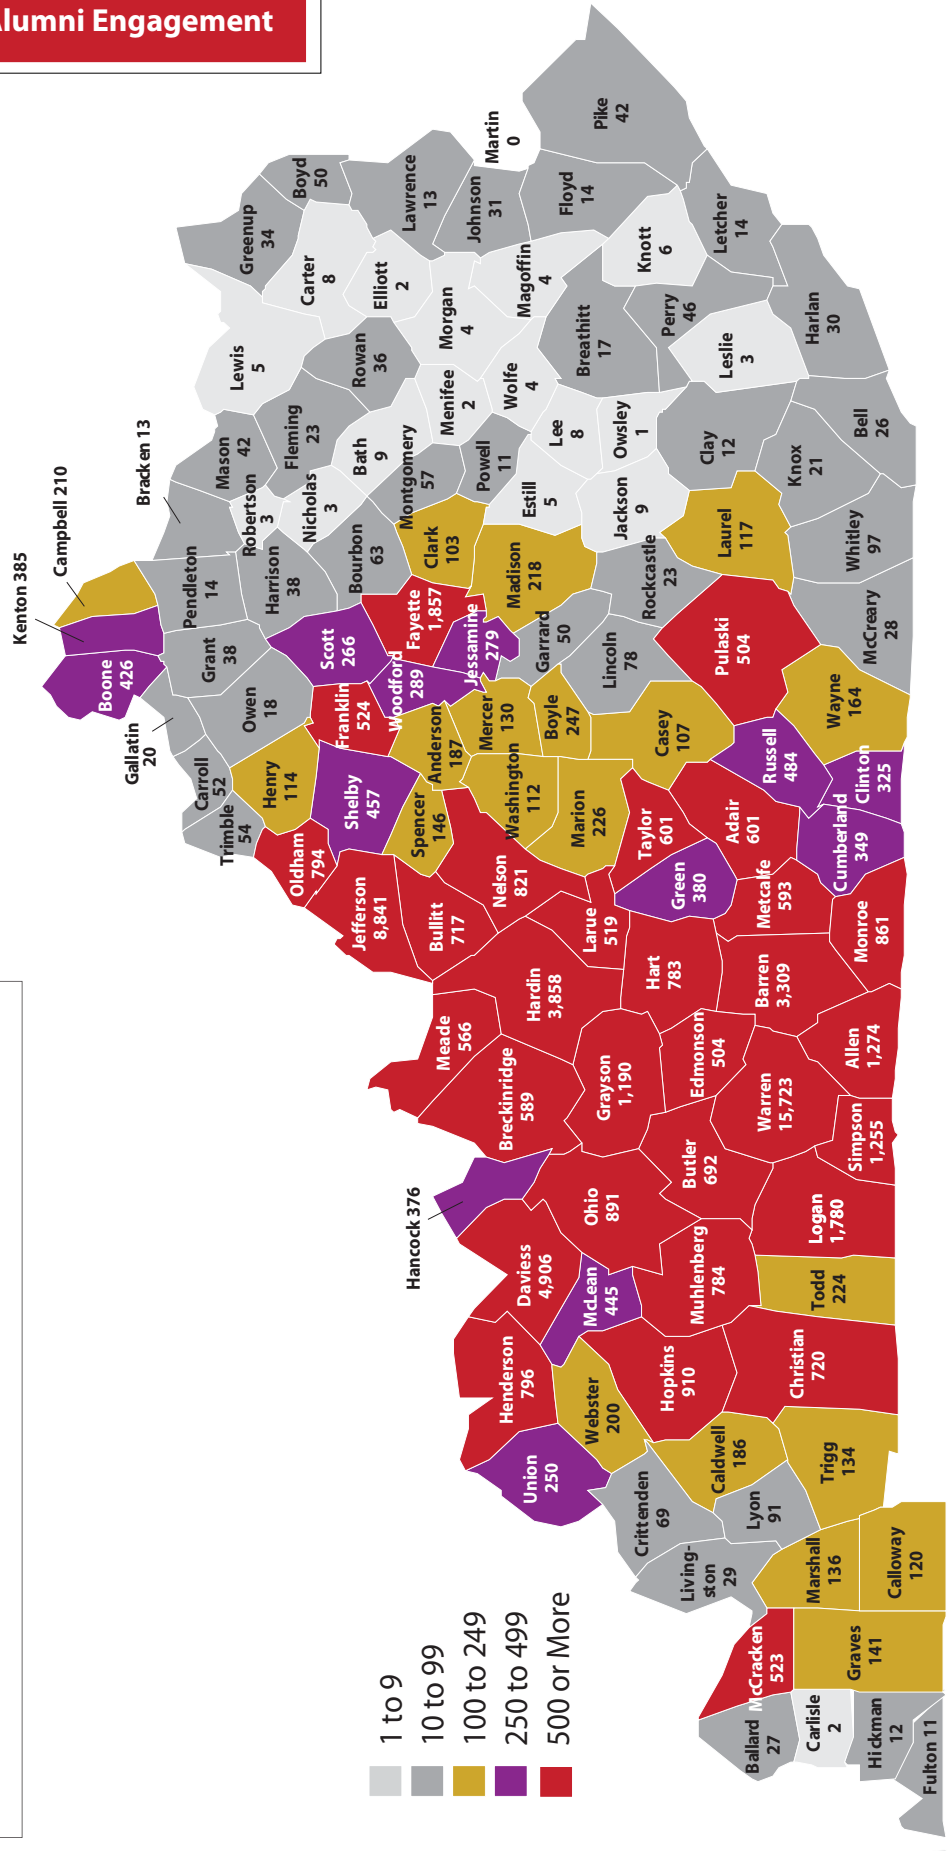 Alumni Engagement
Kenton 385
Campbell 210
Bracken 13
Boone
426
Gallatin
20
Carroll
52
Trimble
54
Pendleton
14
Grant
38
Owen
18
Henry
114
Oldham
794
Mason
42
Robertson
3
Harrison
38
Scott
266
Franklin
524
Shelby
457
Jefferson
8,841
Lewis
5
Fleming
23
Nicholas
3
Bourbon
63
Fayette
1,857
Woodford
289
Anderson
187
Spencer
146
Bullitt
717
Greenup
34
Boyd
50
Carter
8
Elliott
2
Lawrence
13
Rowan
36
Bath
9
Montgomery
57
Clark
103
Jessamine
279
Mercer
130
Washington
112
Nelson
821
Morgan
4
Menifee
2
Powell
11
Madison
218
Garrard
50
Boyle
247
Marion
226
Martin
0
Johnson
31
Magoffin
4
Wolfe
4
Estill
5
Lee
8
Pike
42
Floyd
14
Knott
6
Letcher
14
Breathitt
17
Perry
46
Leslie
3
Harlan
30
Owsley
1
Jackson
9
Rockcastle
23
Lincoln
78
Casey
107
Taylor
601
Clay
12
Knox
21
Bell
26
Laurel
117
Whitley
97
McCreary
28
Pulaski
504
Wayne
164
Russell
484
Clinton
325
Adair
601
Cumberland
349
Green
380
Metcalfe
593
Monroe
861
Larue
519
Hart
783
Barren
3,309
Allen
1,274
Hardin
3,858
Meade
566
Breckinridge
589
Grayson
1,190
Edmonson
504
Warren
15,723
Simpson
1,255
Hancock 376
Ohio
891
Butler
692
Logan
1,780
Daviess
4,906
McLean
445
Muhlenberg
784
Todd
224
Henderson
796
Webster
200
Hopkins
910
Christian
720
Union
250
Crittenden
69
Caldwell
186
Lyon
91
Trigg
134
Living-
ston
29
Marshall
136
Calloway
120
McCracken
523
Graves
141
Ballard
27
Carlisle
2
Hickman
12
Fulton 11
1 to 9
10 to 99
100 to 249
250 to 499
500 or More